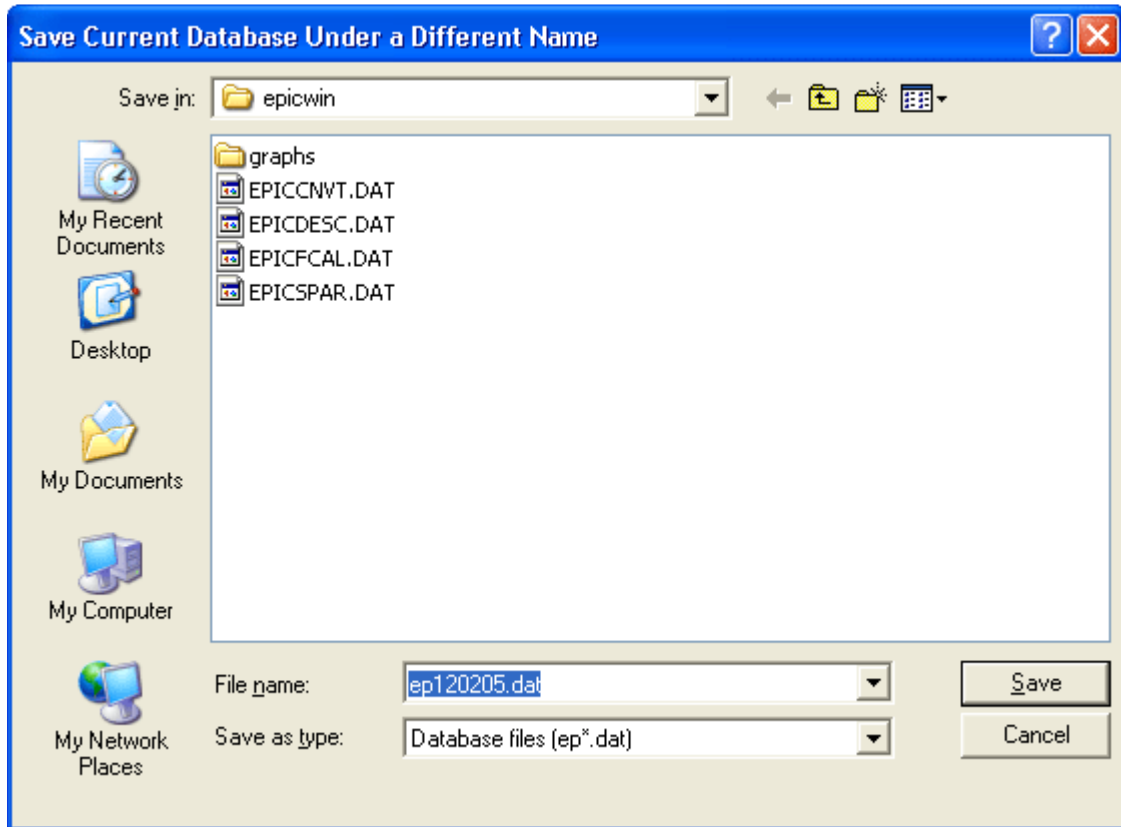 Save Current Database Under a Different Name
Save in:
epicwin
graphs
EPICCNVT.DAT
EPICDESC.DAT
EPICFCAL.DAT
EPICSPAR.DAT
My Recent
Documents
Desktop
My Documents
My Computer
My Network
Places
File name:
ep120205.dat
Save
Save as type:
Database files (ep*.dat)
Cancel